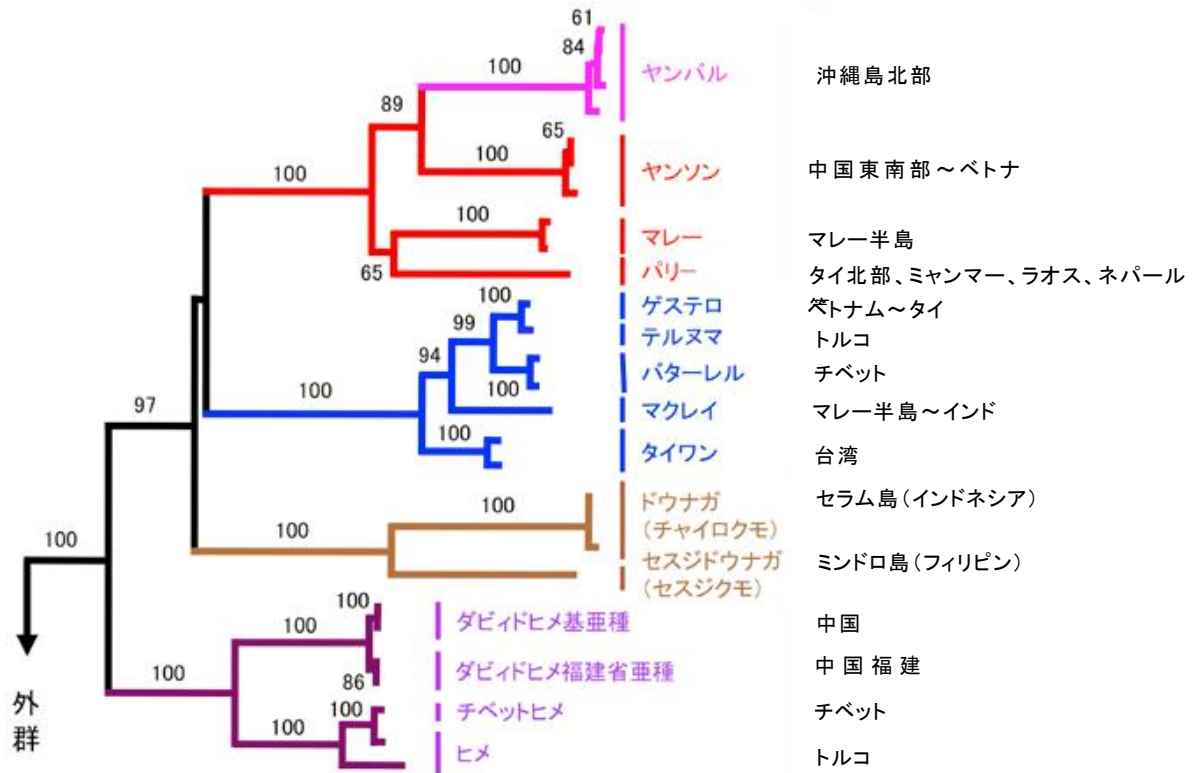 61
84
100
ヤンバル 沖縄島北部
89
65
100
ヤンソン 中国東南部～ベトナ
100
100
マレー マレー半島
65
パリー タイ北部、ミャンマー、ラオス、ネパール
100
ゲステロ ベトナム～タイ
99
テルヌマ トルコ
94
パターレル チベット
100
97
マクレイ マレー半島～インド
100
100
タイワン 台湾
100
ドウナガ セラム島（インドネシア）
（チャイロクモ）
100
100
セスジドウナガ ミンドロ島（フィリピン）
（セスジクモ）
100
ダビィドヒメ基亜種 中国
100
ダビィドヒメ福建省亜種 中国福建
100
86
外群
100
チベットヒメ チベット
100
ヒメ トルコ